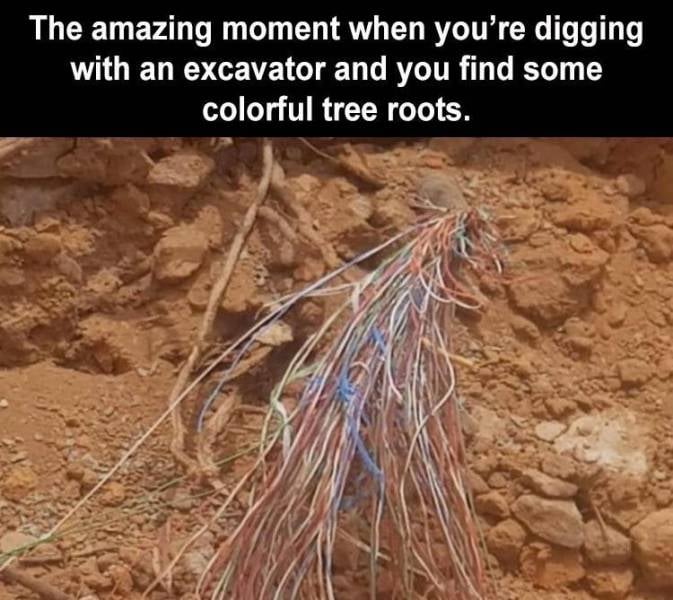 The amazing moment when you’re digging
with an excavator and you find some
colorful tree roots.